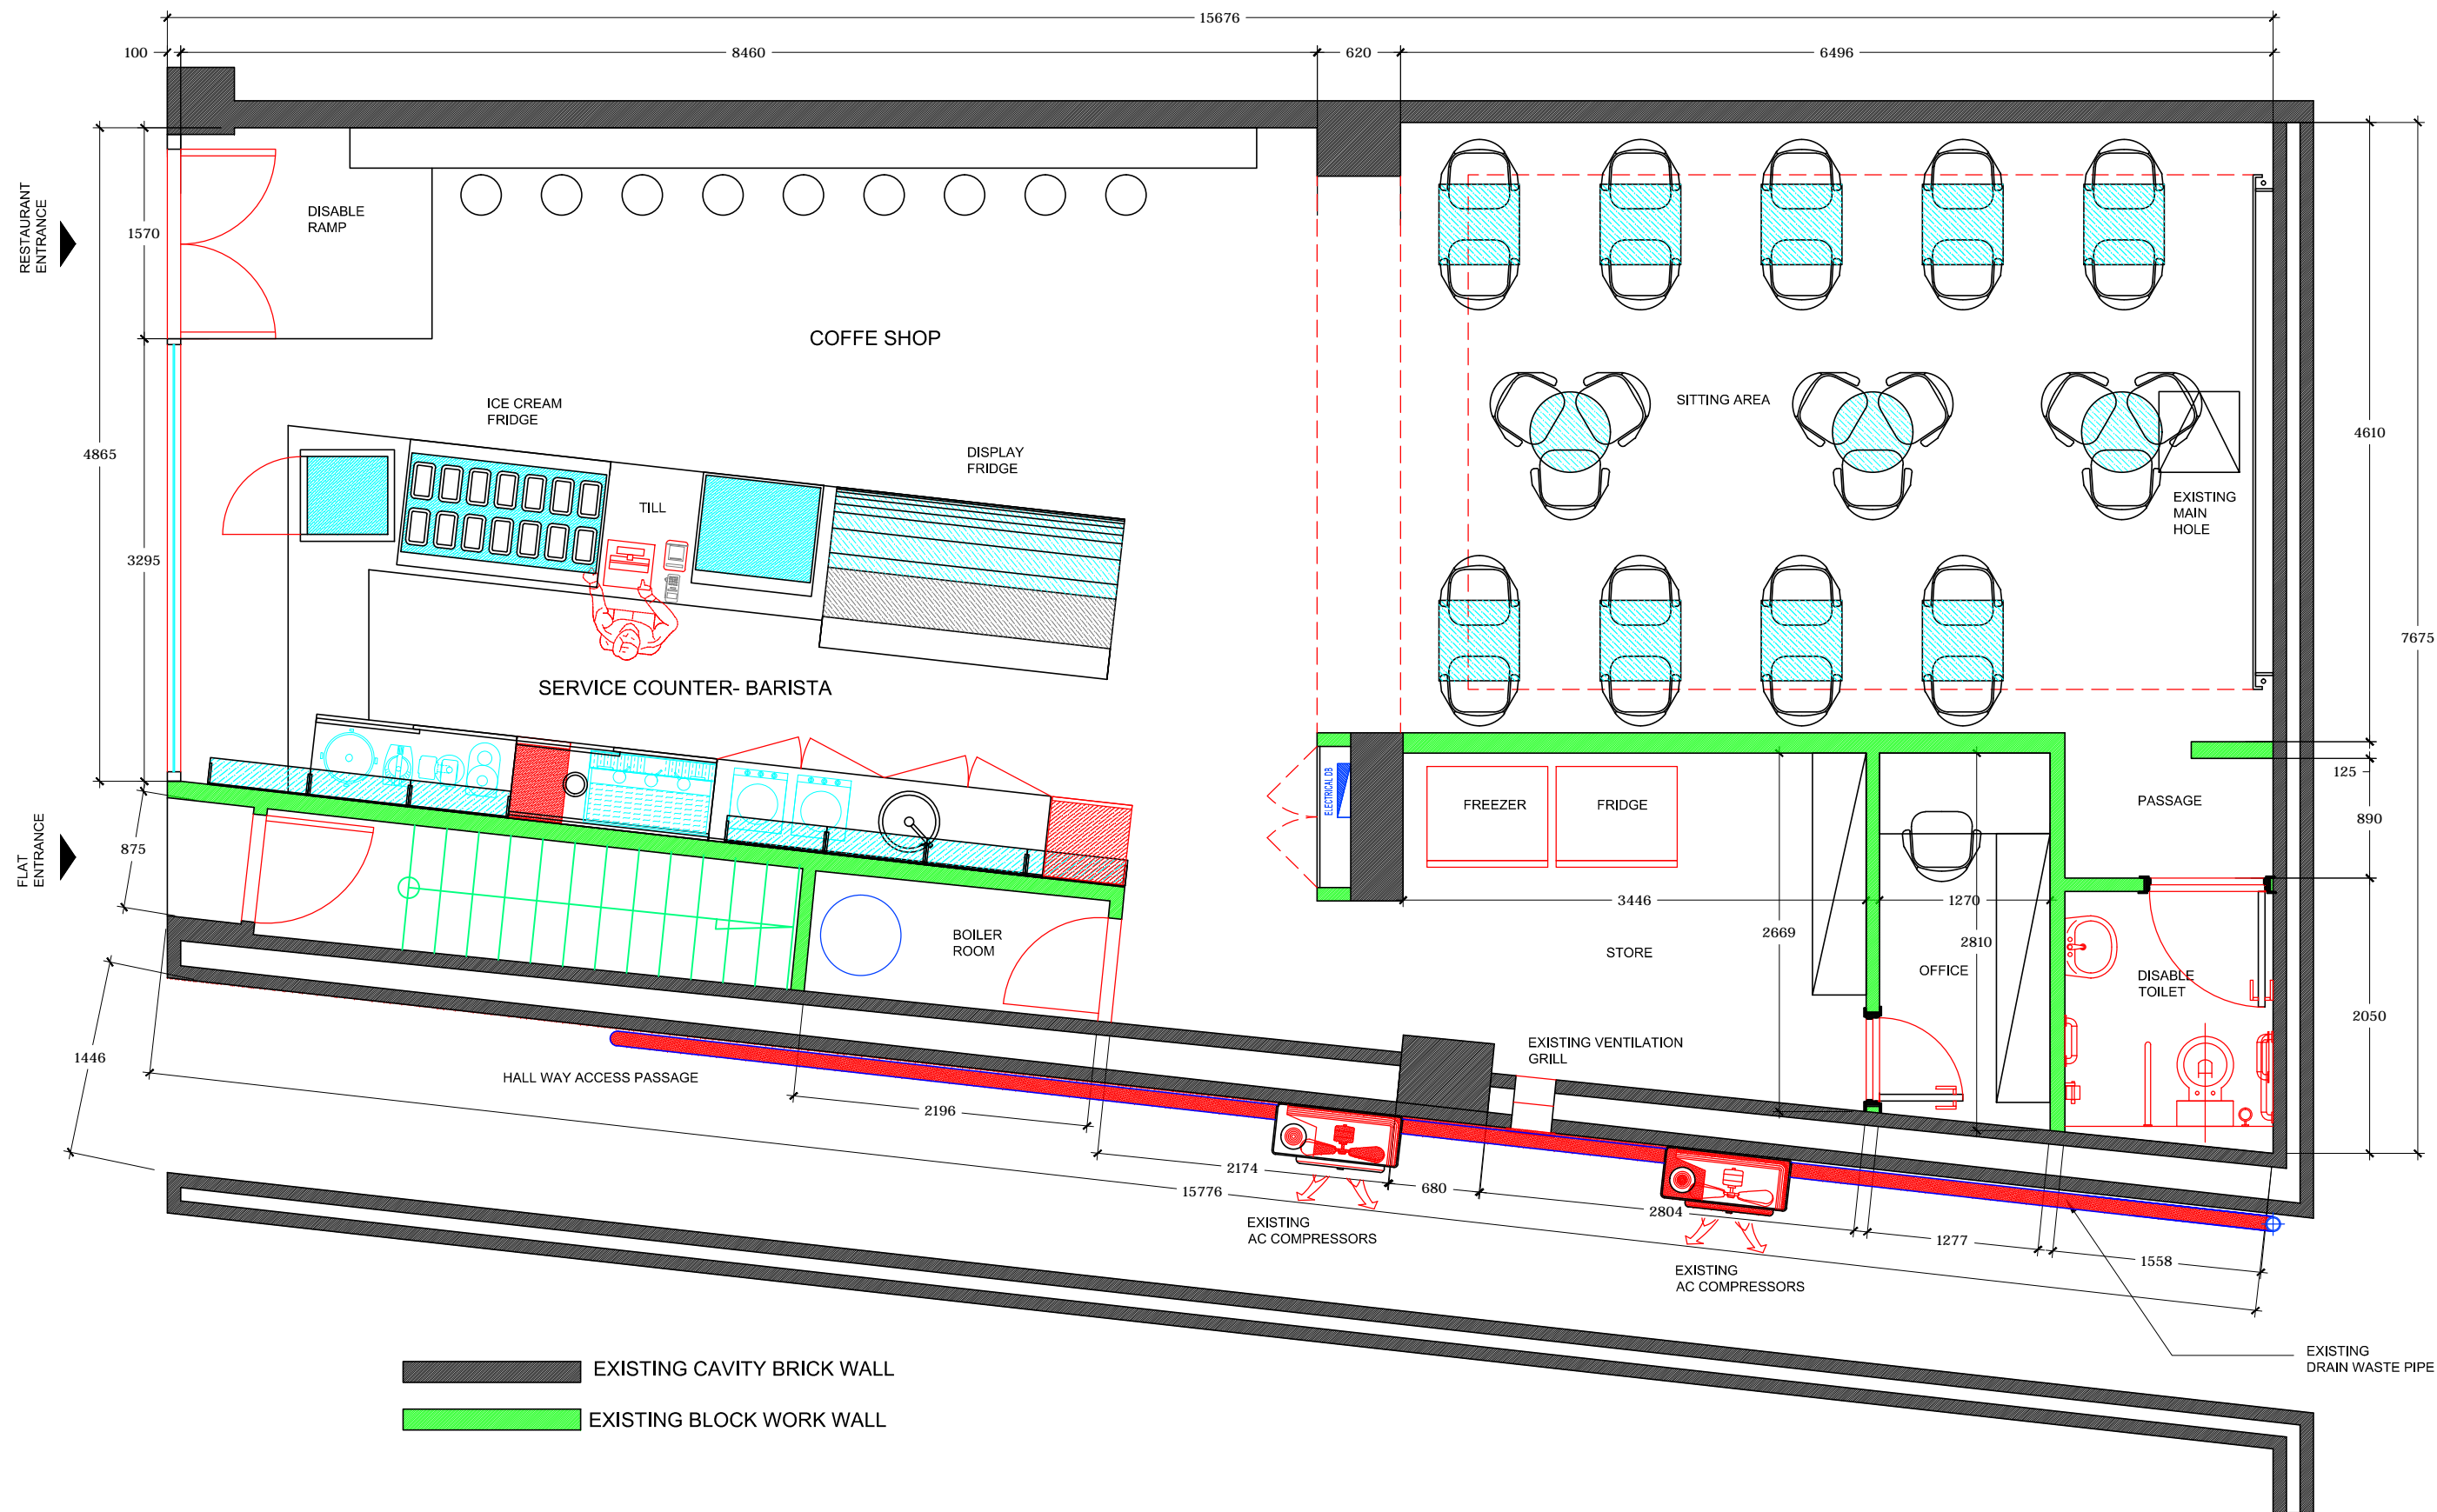 15676
100
8460
620
6496
RESTAURANT
ENTRANCE
DISABLE
RAMP
1570
COFFE SHOP
4865
3295
ICE CREAM
FRIDGE
TILL
DISPLAY
FRIDGE
SERVICE COUNTER- BARISTA
SITTING AREA
EXISTING
MAIN
HOLE
4610
7675
125
890
2050
PASSAGE
ELECTRICAL DB
FREEZER
FRIDGE
3446
1270
2669
2810
STORE
OFFICE
DISABLE
TOILET
FLAT
ENTRANCE
875
BOILER
ROOM
1446
HALL WAY ACCESS PASSAGE
EXISTING VENTILATION
GRILL
2196
2174
680
15776
2804
1277
1558
EXISTING
AC COMPRESSORS
EXISTING
AC COMPRESSORS
EXISTING
DRAIN WASTE PIPE
EXISTING CAVITY BRICK WALL
EXISTING BLOCK WORK WALL